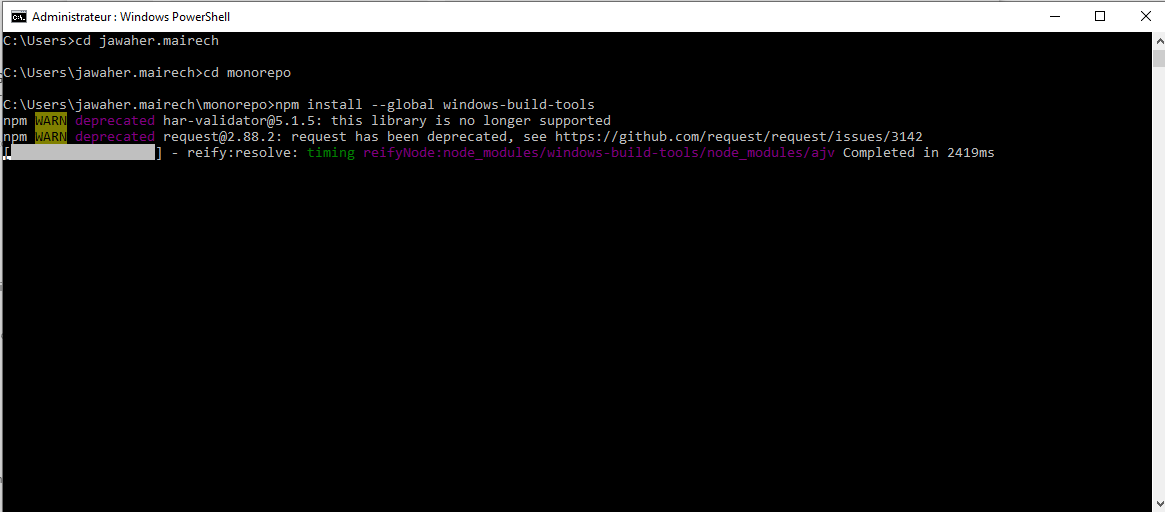 Administrateur : Windows PowerShell
C:\Users>cd jawaher.mairech
C:\Users\jawaher.mairech>cd monorepo
C:\Users\jawaher.mairech\monorepo>npm install --global windows-build-tools
npm WARN deprecated har-validator@5.1.5: this library is no longer supported
npm WARN deprecated request@2.88.2: request has been deprecated, see https://github.com/request/request/issues/3142
[ ] - reify:resolve: timing reifyNode:node_modules/windows-build-tools/node_modules/ajv Completed in 2419ms